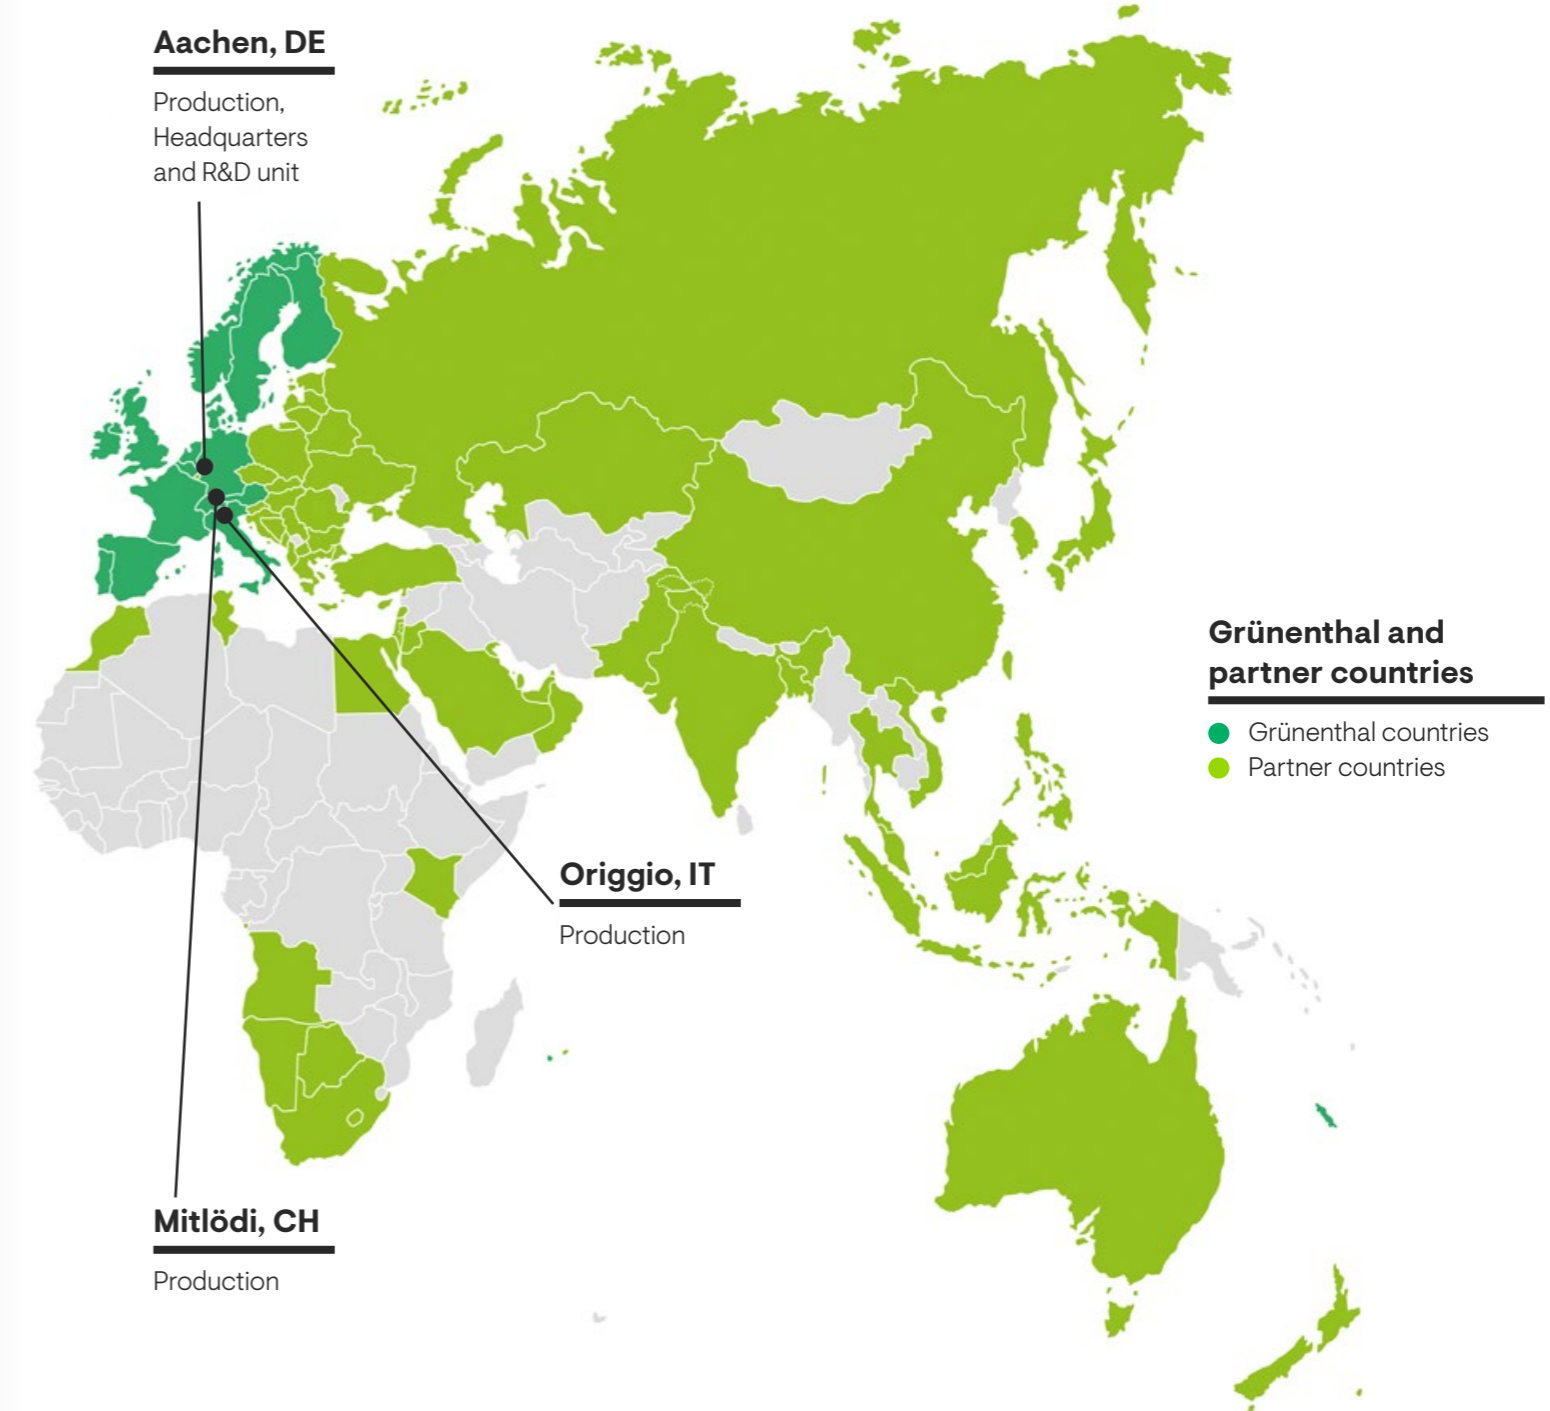 Aachen, DE
Production,
Headquarters
and R&D unit
Grünenthal and
partner countries
Grünenthal countries
Partner countries
Origgio, IT
Production
Mitlödi, CH
Production